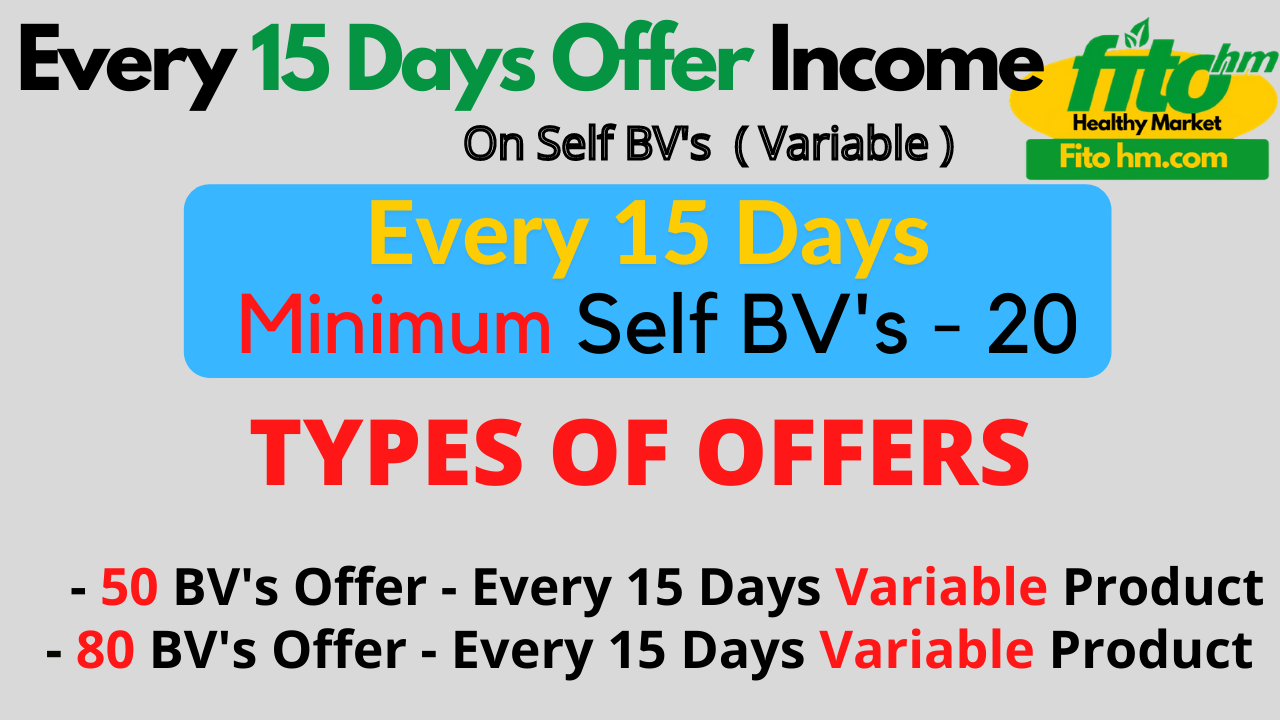 Every 15 Days Offer Income
fito hm
Healthy Market
Fito hm.com
On Self BV's ( Variable )
Every 15 Days
Minimum Self BV's - 20
TYPES OF OFFERS
- 50 BV's Offer - Every 15 Days Variable Product
- 80 BV's Offer - Every 15 Days Variable Product